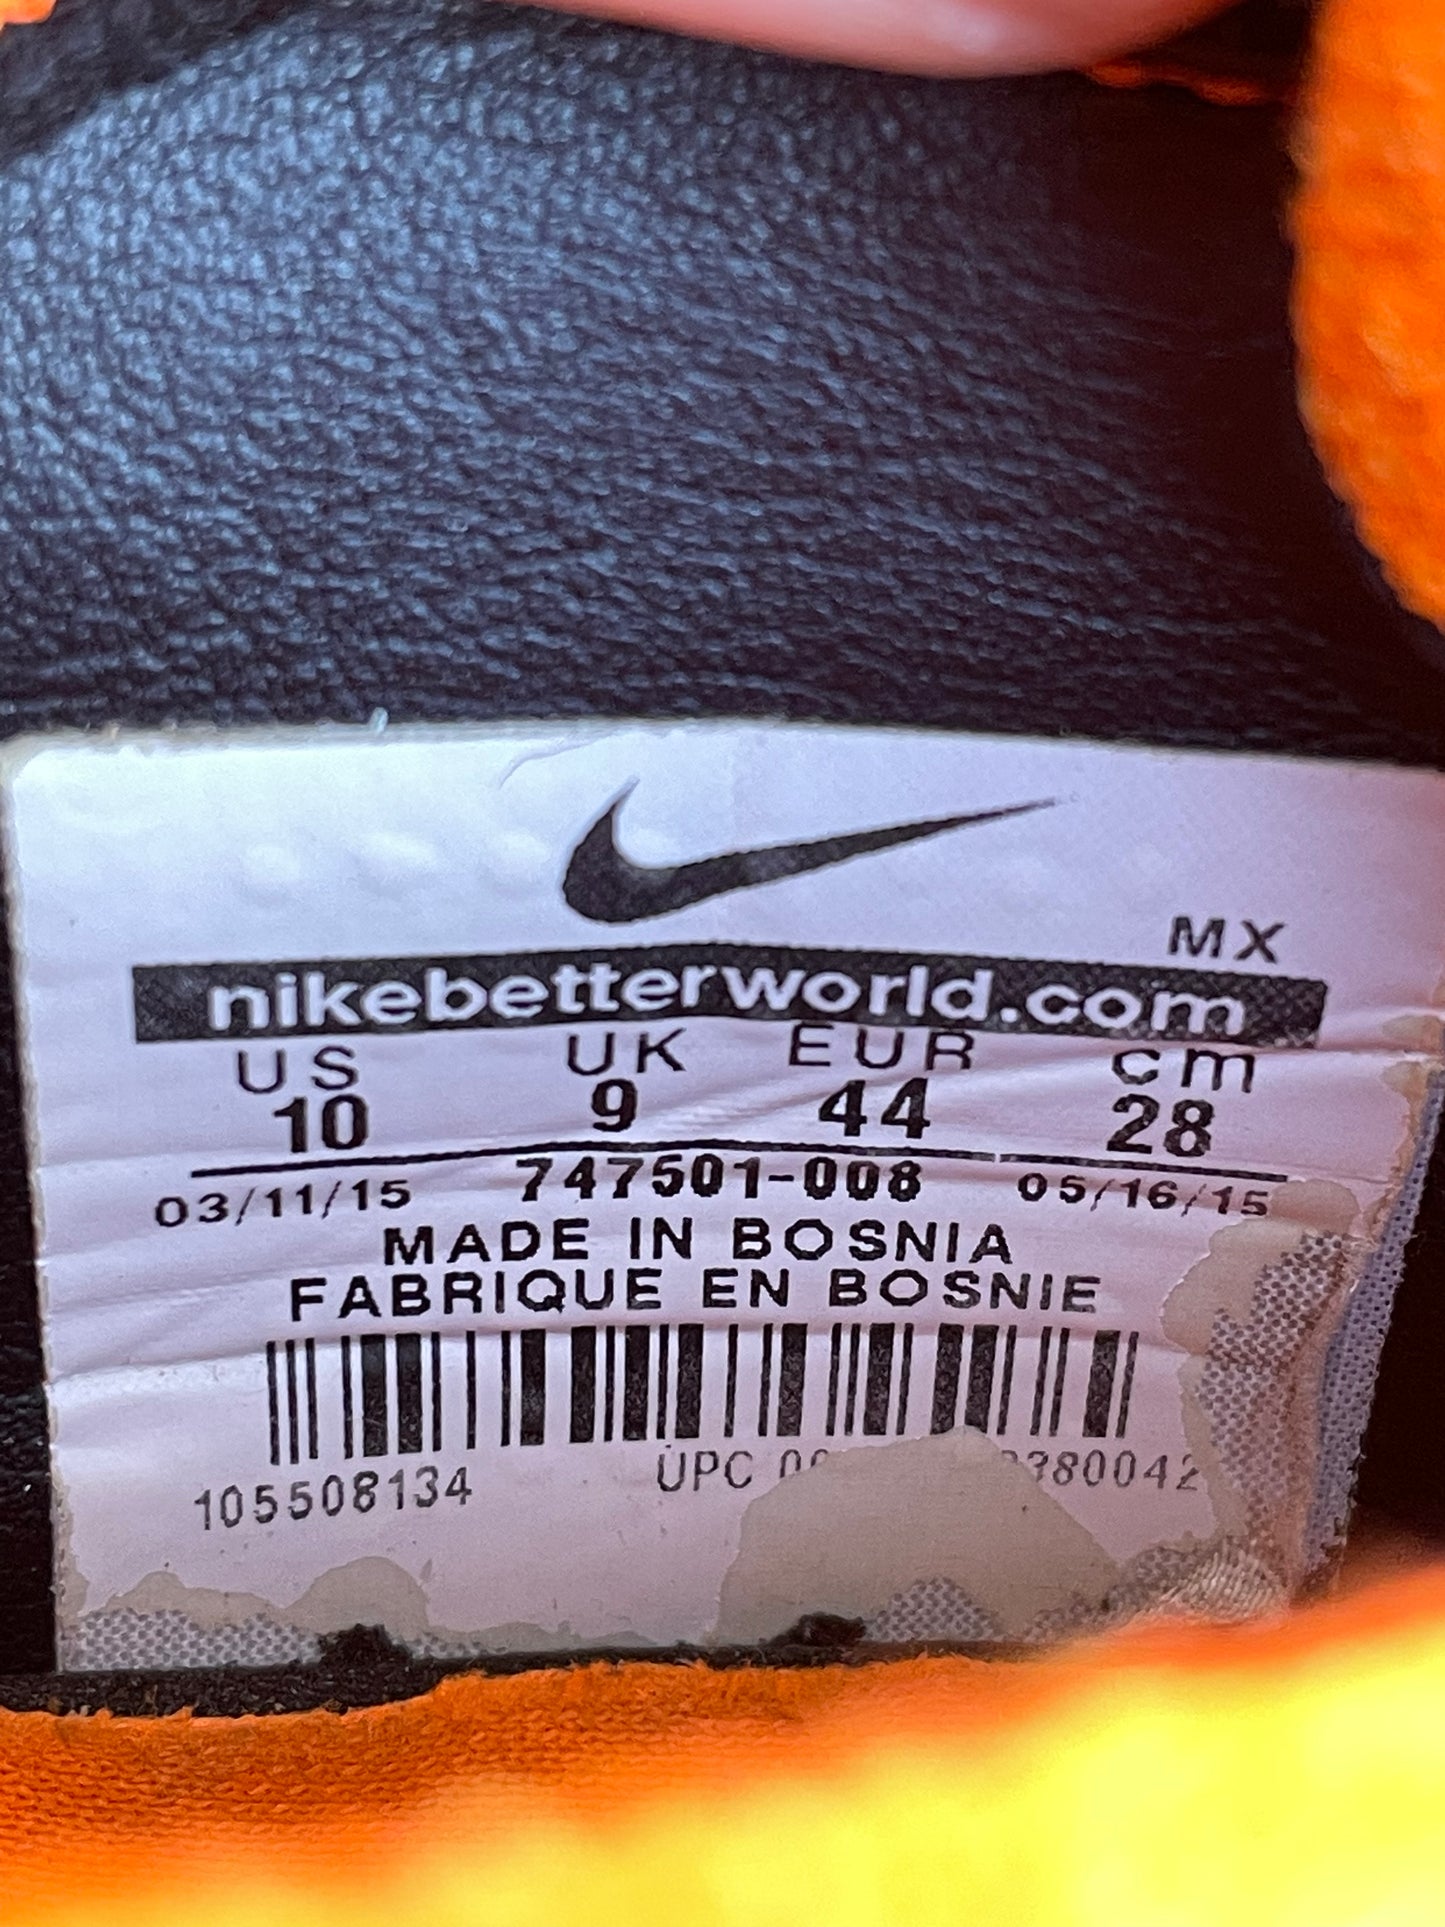 MX
nikebetterworld.com
US UK EUR cm
10 9 44 28
03/11/15 747501-008 05/16/15
MADE IN BOSNIA
FABRIQUE EN BOSNIE
105508134 UPC